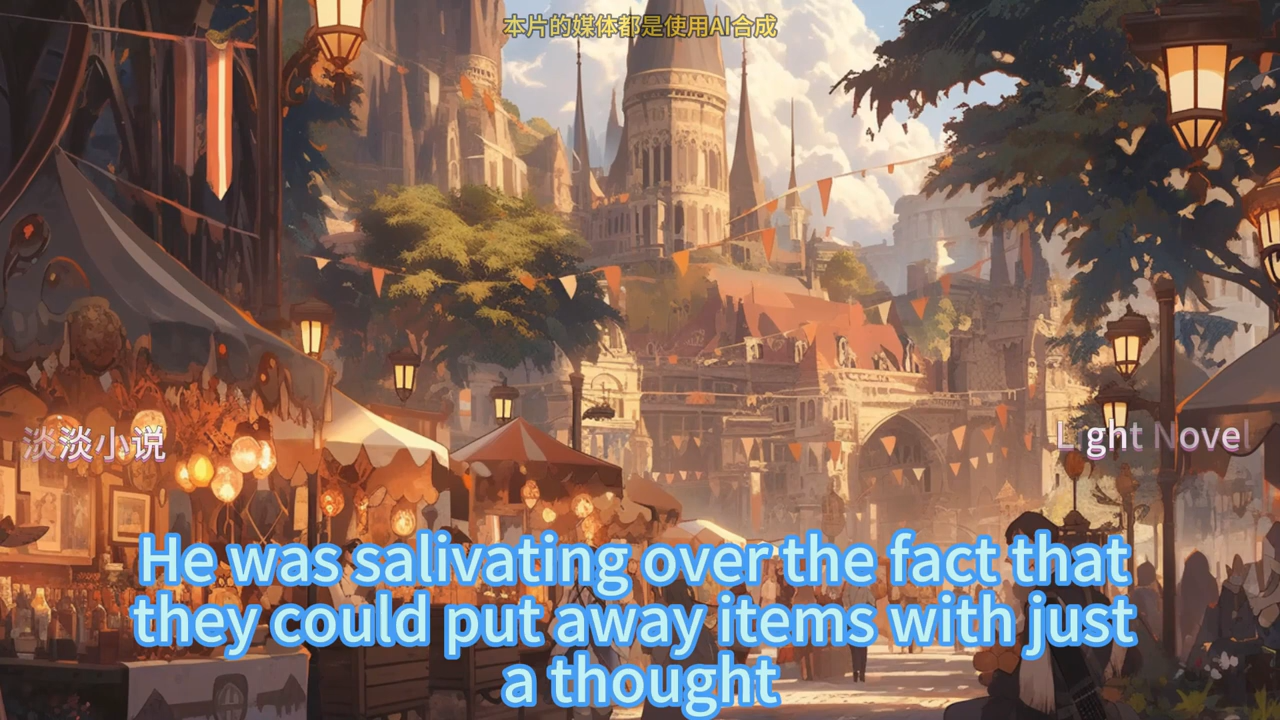 本片的媒体都是使用AI合成
淡淡小说
Light Novel
He was salivating over the fact that
they could put away items with just
a thought